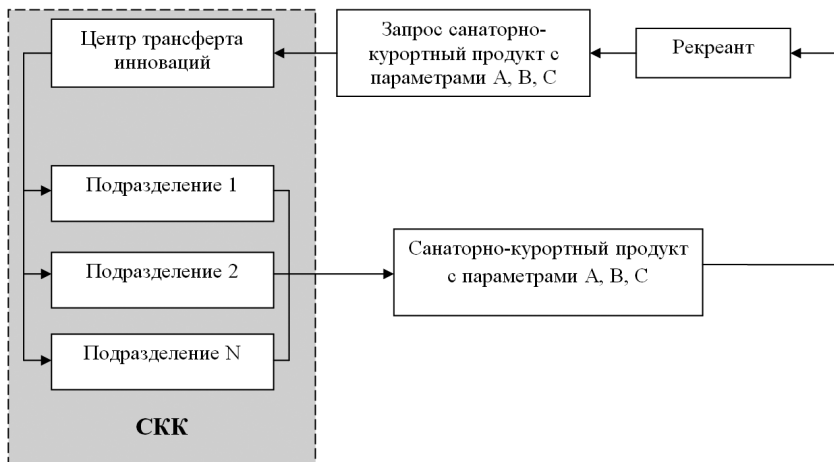 Центр трансферта
инноваций
Запрос санаторно-
курортный продукт с
параметрами А, В, С
Рекреант
Подразделение 1
Подразделение 2
Подразделение N
Санаторно-курортный продукт
с параметрами А, В, С
СКК